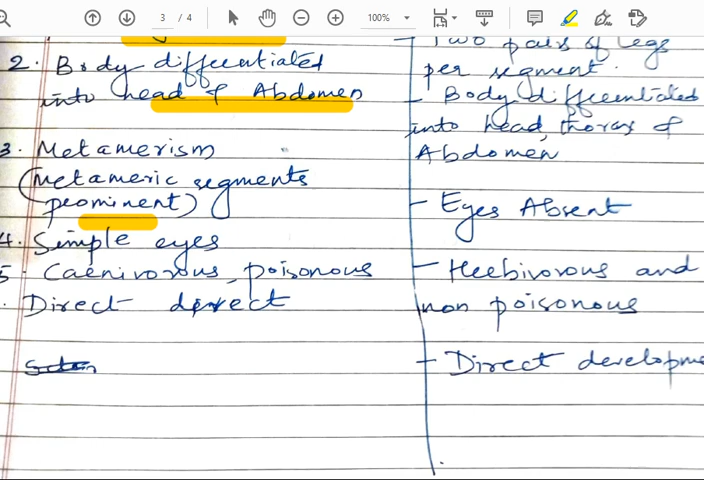 3 / 4
100%
2. Body differentiated
into head & Abdomen
3. Metamerism
(Metameric segments
prominent)
4. Simple eyes
5. Carnivorous, poisonous
Direct
- Two pairs of legs
per segment.
- Body differentiated
into head, thorax &
Abdomen
- Eyes Absent
- Herbivorous and
non poisonous
- Direct developme